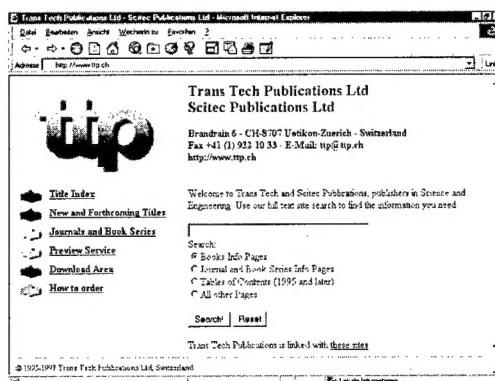 Trans Tech Publications Ltd - Scitec Publications Ltd - Microsoft Internet Explorer
Datei Bearbeiten Ansicht Wechseln zu Favoriten ?
Adresse http://www.ttp.ch
ttp
Trans Tech Publications Ltd
Scitec Publications Ltd
Brandrain 6 - CH-8707 Uetikon-Zuerich - Switzerland
Fax +41 (1) 922 10 33 - E-Mail: ttp@ttp.ch
http://www.ttp.ch
Title Index
New and Forthcoming Titles
Journals and Book Series
Preview Service
Download Area
How to order
Welcome to Trans Tech and Scitec Publications, publishers in Science and
Engineering. Use our full text site search to find the information you need
Search:
Books Info Pages
Journal and Book Series Info Pages
Tables of Contents (1995 and later)
All other Pages
Search! Reset
Trans Tech Publications is linked with these sites
© 1995-1997 Trans Tech Publications Ltd, Switzerland